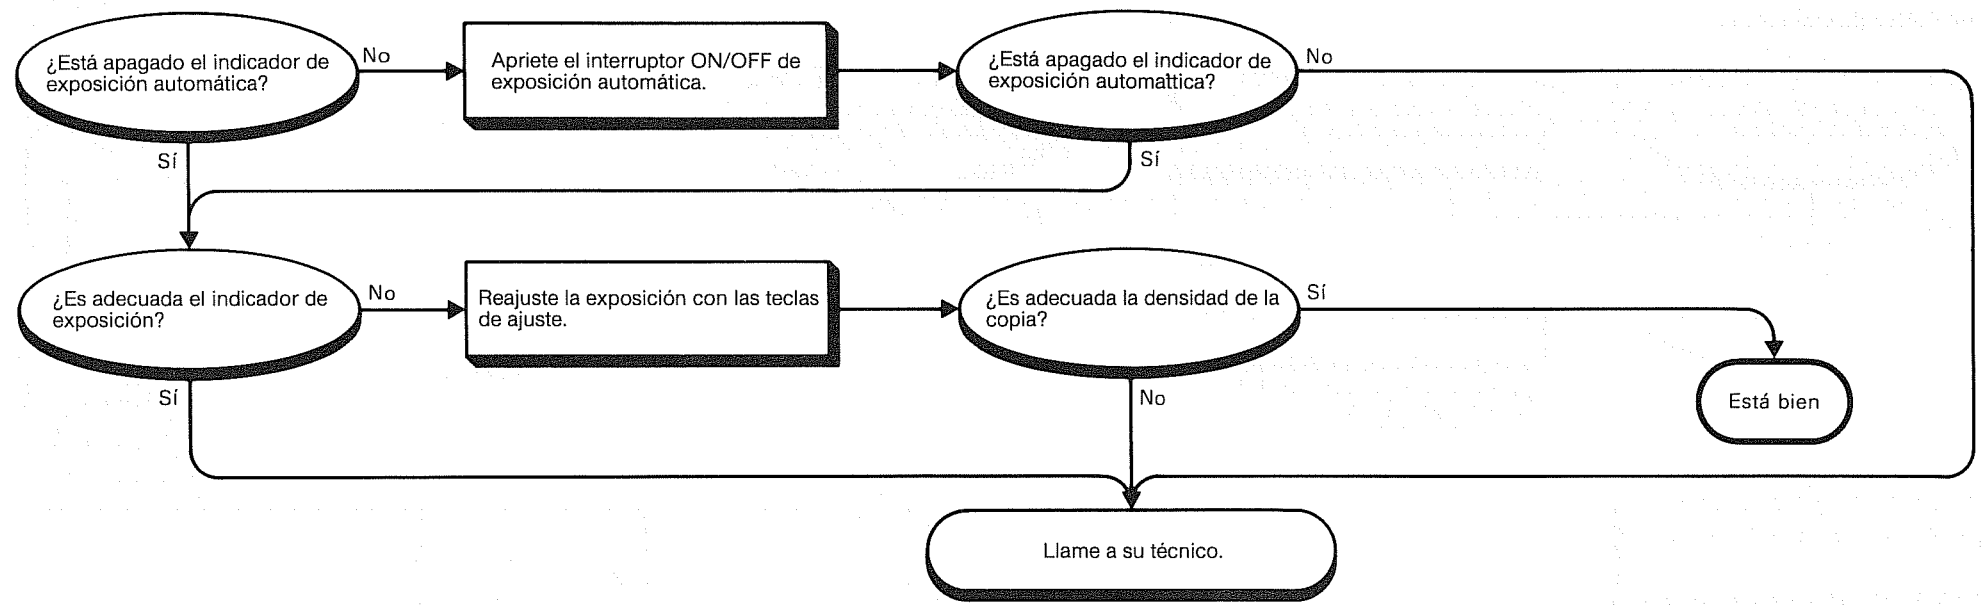 ¿Está apagado el indicador de
exposición automática?
No
Apriete el interruptor ON/OFF de
exposición automática.
¿Está apagado el indicador de
exposición automattica?
No
Sí
Sí
¿Es adecuada el indicador de
exposición?
No
Reajuste la exposición con las teclas
de ajuste.
¿Es adecuada la densidad de la
copia?
Sí
Está bien
Sí
No
Llame a su técnico.